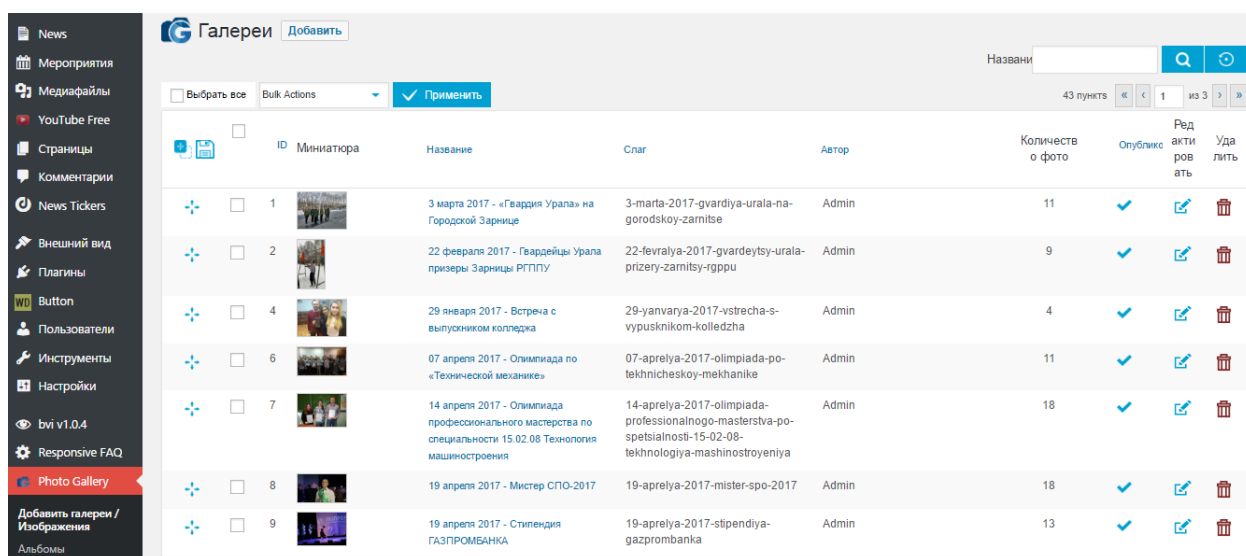 News
Мероприятия
Медиафайлы
YouTube Free
Страницы
Комментарии
News Tickers
Внешний вид
Плагины
WD Button
Пользователи
Инструменты
Настройки
bvi v1.0.4
Responsive FAQ
Photo Gallery
Добавить галереи /
Изображения
Альбомы
Галереи Добавить
Названи
Выбрать все Bulk Actions Применить 43 пункта « ‹ 1 из 3 › »
ID Миниатюра Название Слаг Автор
Количеств
о фото
Опублико
Ред
акти
ров
ать
Уда
лить
1 3 марта 2017 - «Гвардия Урала» на 3-marta-2017-gvardiya-urala-na- Admin 11
Городской Зарнице gorodskoy-zarnitse
2 22 февраля 2017 - Гвардейцы Урала 22-fevralya-2017-gvardeytsy-urala- Admin 9
призеры Зарницы РГППУ prizery-zarnitsy-rgppu
4 29 января 2017 - Встреча с 29-yanvarya-2017-vstrecha-s- Admin 4
выпускником колледжа vypusknikom-kolledzha
6 07 апреля 2017 - Олимпиада по 07-aprelya-2017-olimpiada-po- Admin 11
«Технической механике» tekhnicheskoy-mekhanike
7 14 апреля 2017 - Олимпиада 14-aprelya-2017-olimpiada- Admin 18
профессионального мастерства по professionalnogo-masterstva-po-
специальности 15.02.08 Технология spetsialnosti-15-02-08-
машиностроения tekhnologiya-mashinostroyeniya
8 19 апреля 2017 - Мистер СПО-2017 19-aprelya-2017-mister-spo-2017 Admin 18
9 19 апреля 2017 - Стипендия 19-aprelya-2017-stipendiya- Admin 13
ГАЗПРОМБАНКА gazprombanka